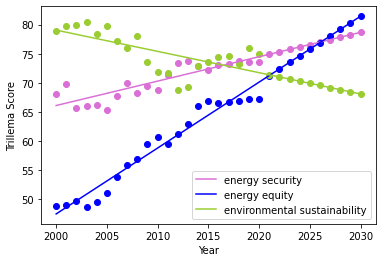 80
75
70
65
60
55
50
Trillema Score
2000
2005
2010
2015
2020
2025
2030
Year
energy security
energy equity
environmental sustainability